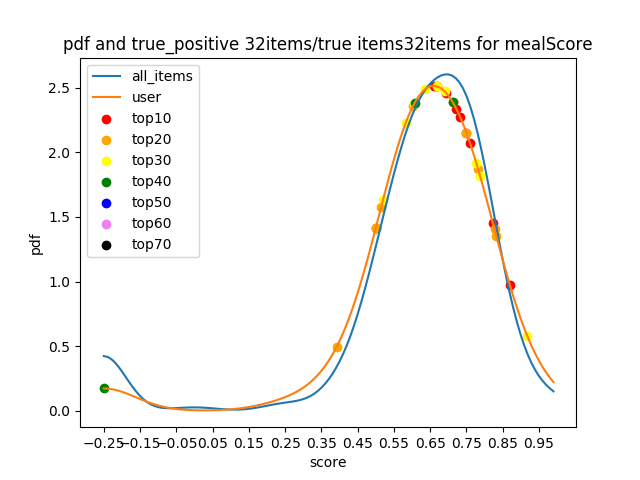 pdf and true_positive 32items/true items32items for mealScore
all_items
user
top10
top20
top30
top40
top50
top60
top70
pdf
2.5
2.0
1.5
1.0
0.5
0.0
−0.25 −0.15 −0.05 0.05 0.15 0.25 0.35 0.45 0.55 0.65 0.75 0.85 0.95
score